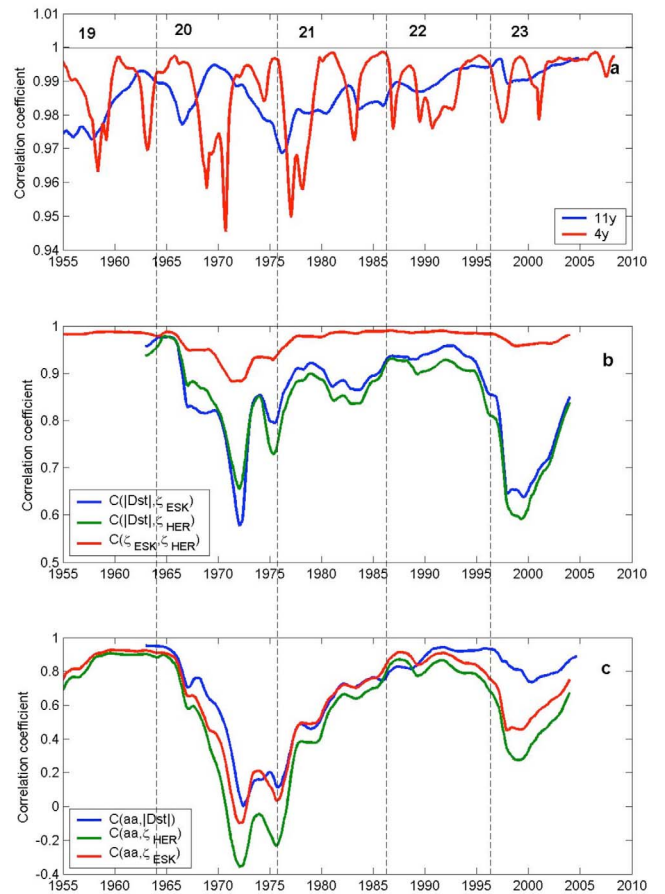 1.01
19 20 21 22 23
1
a
0.99
0.98
Correlation coefficient
0.97
0.96
0.95
11y
4y
0.94
1955 1960 1965 1970 1975 1980 1985 1990 1995 2000 2005 2010
1
b
0.9
0.8
Correlation coefficient
0.7
C(|Dst|,ζ ESK)
C(|Dst|,ζ HER)
C(ζ ESK,ζ HER)
0.6
0.5
1955 1960 1965 1970 1975 1980 1985 1990 1995 2000 2005 2010
1
c
0.8
0.6
Correlation coefficient
0.4
0.2
0
-0.2
C(aa,|Dst|)
C(aa,ζ HER)
C(aa,ζ ESK)
-0.4
1955 1960 1965 1970 1975 1980 1985 1990 1995 2000 2005 2010